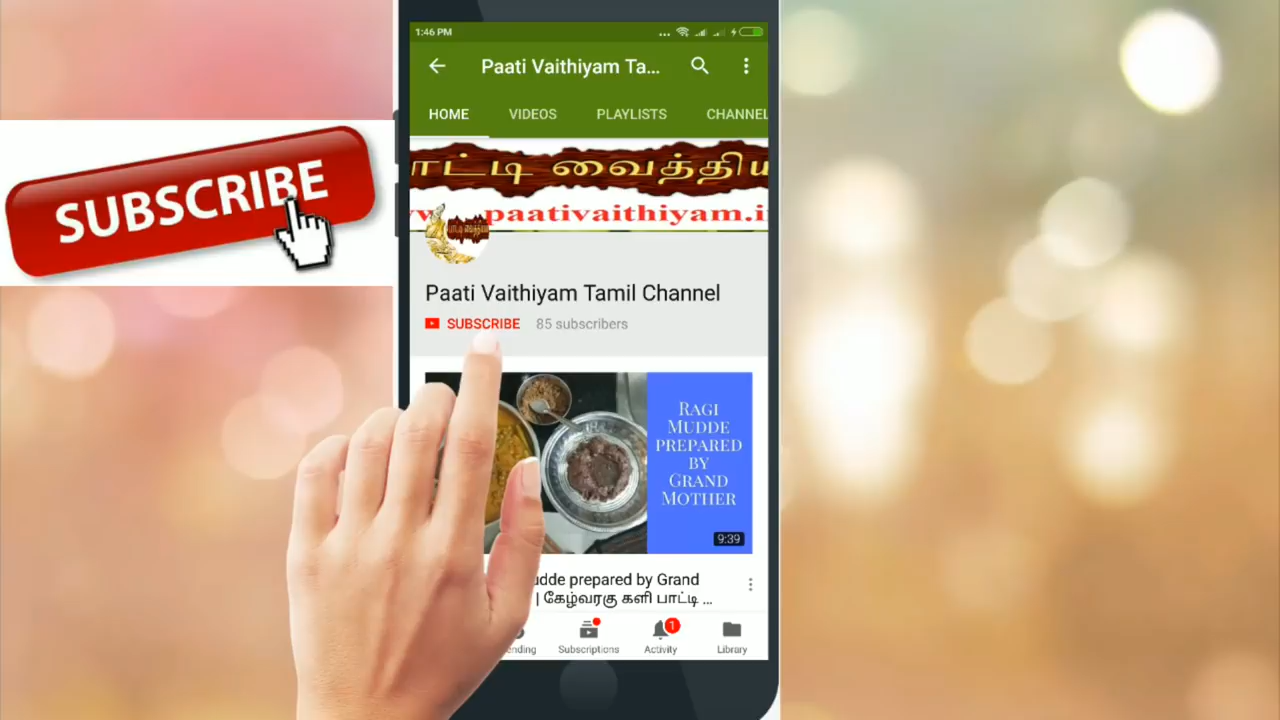 SUBSCRIBE
1:46 PM
Paati Vaithiyam Ta...
HOME VIDEOS PLAYLISTS CHANNEL
பாட்டி வைத்திய
paativaithiyam.i
Paati Vaithiyam Tamil Channel
SUBSCRIBE 85 subscribers
RAGI
MUDDE
PREPARED
BY
GRAND
MOTHER
9:39
udde prepared by Grand
| கேழ்வரகு களி பாட்டி ...
ending Subscriptions Activity 1 Library